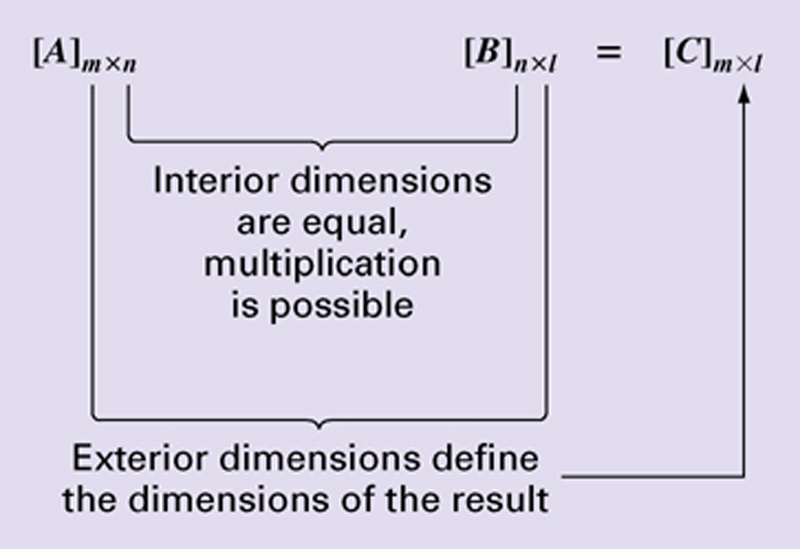 [A]m×n [B]n×l = [C]m×l
Interior dimensions
are equal,
multiplication
is possible
Exterior dimensions define
the dimensions of the result